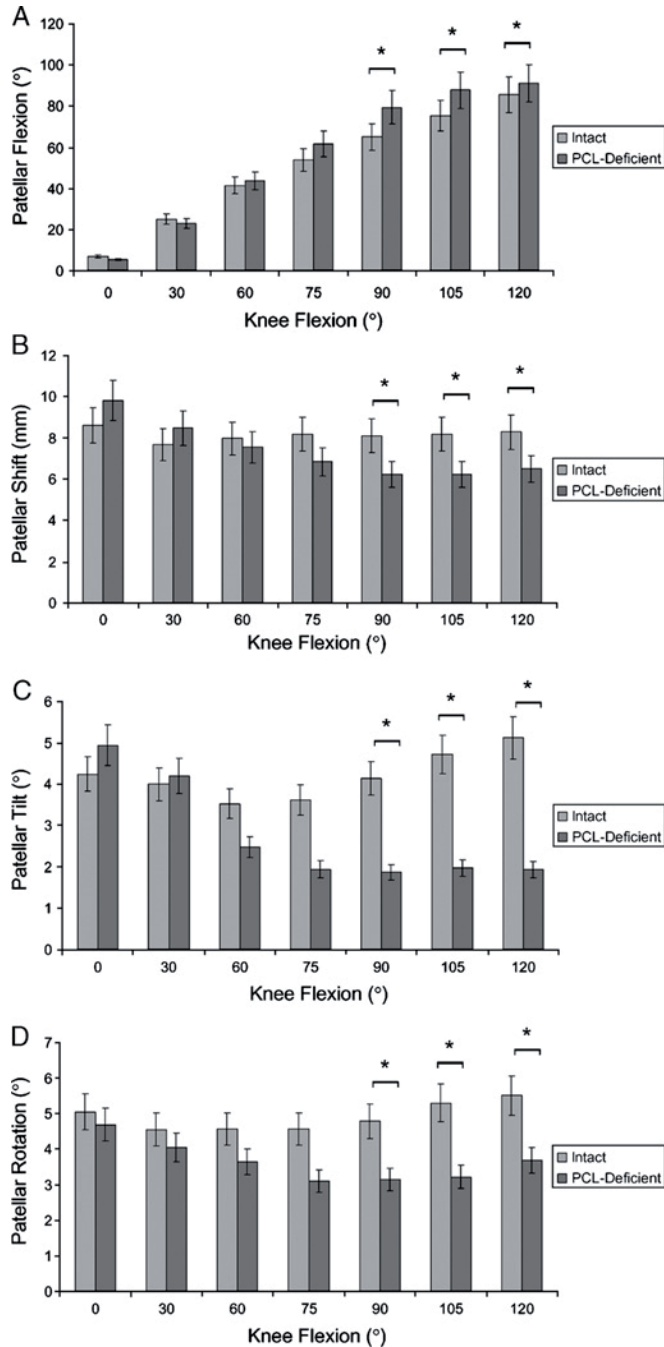 A
Patellar Flexion (°)
120
100
80
60
40
20
0
* * *
0 30 60 75 90 105 120
Knee Flexion (°)
Intact
PCL-Deficient
B
Patellar Shift (mm)
12
10
8
6
4
2
0
* * *
0 30 60 75 90 105 120
Knee Flexion (°)
Intact
PCL-Deficient
C
Patellar Tilt (°)
6
5
4
3
2
1
0
* * *
0 30 60 75 90 105 120
Knee Flexion (°)
Intact
PCL-Deficient
D
Patellar Rotation (°)
7
6
5
4
3
2
1
0
* * *
0 30 60 75 90 105 120
Knee Flexion (°)
Intact
PCL-Deficient